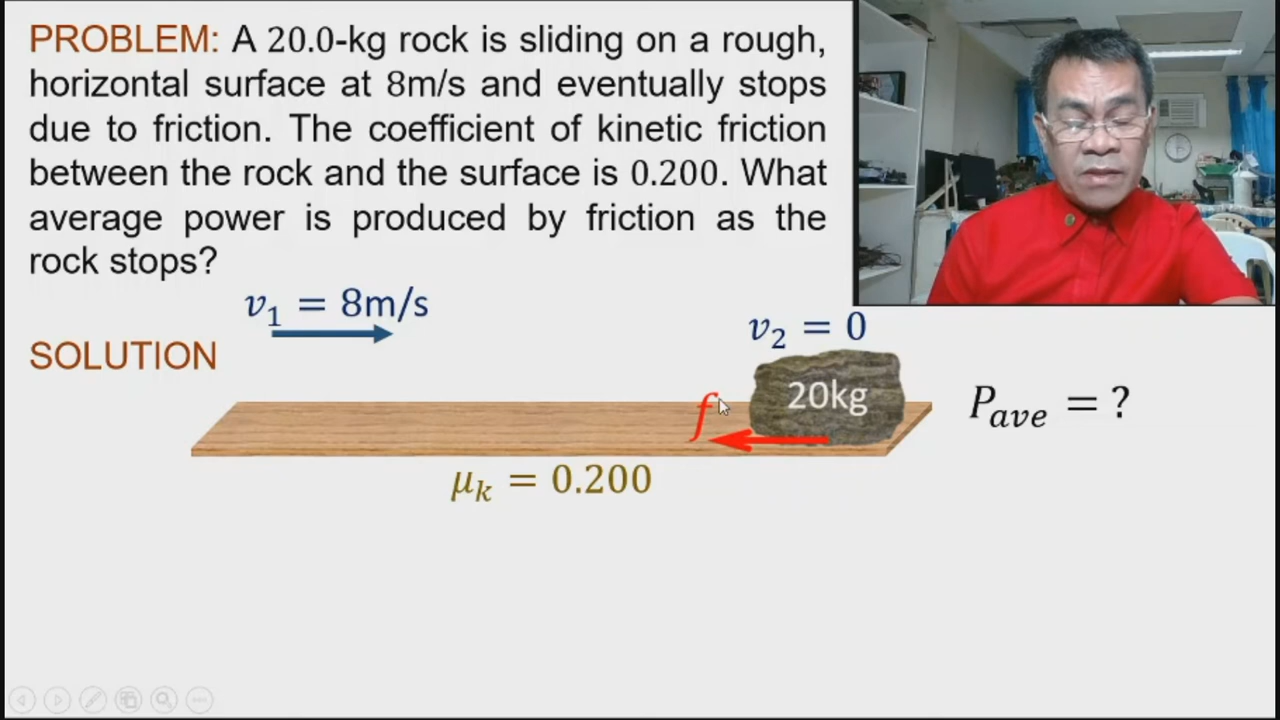 PROBLEM: A 20.0-kg rock is sliding on a rough,
horizontal surface at 8m/s and eventually stops
due to friction. The coefficient of kinetic friction
between the rock and the surface is 0.200. What
average power is produced by friction as the
rock stops?
v₁ = 8m/s
v₂ = 0
SOLUTION
20kg
f
P_ave = ?
μₖ = 0.200